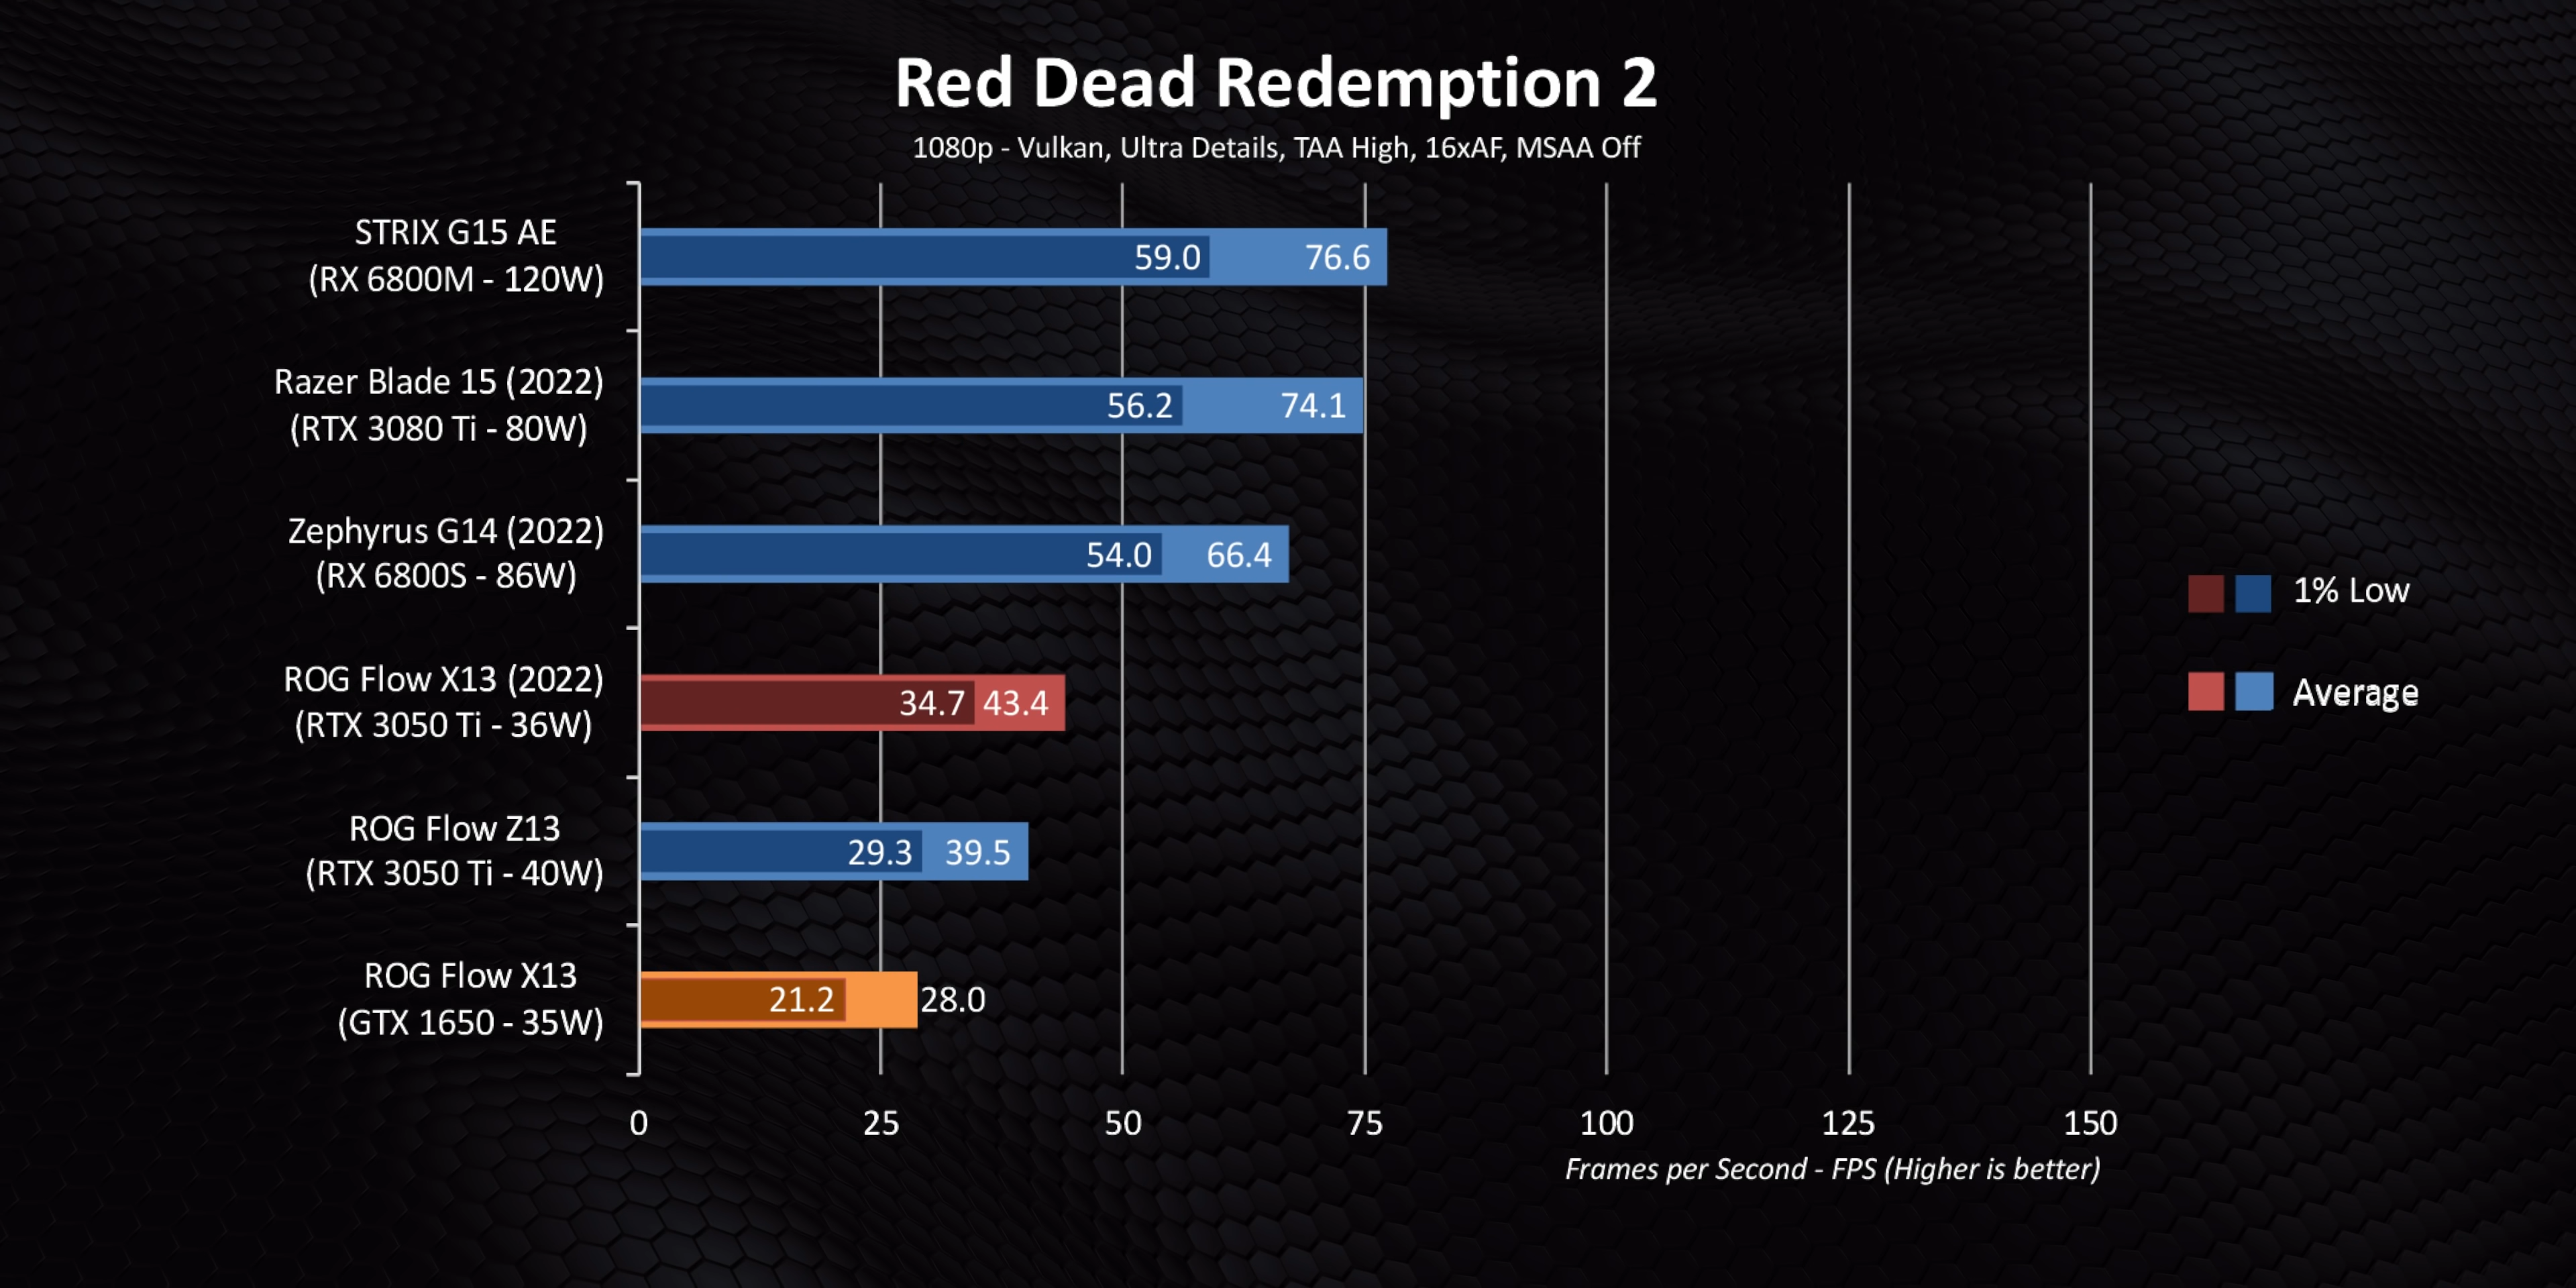 Red Dead Redemption 2
1080p - Vulkan, Ultra Details, TAA High, 16xAF, MSAA Off
STRIX G15 AE
(RX 6800M - 120W)
59.0
76.6
Razer Blade 15 (2022)
(RTX 3080 Ti - 80W)
56.2
74.1
Zephyrus G14 (2022)
(RX 6800S - 86W)
54.0
66.4
ROG Flow X13 (2022)
(RTX 3050 Ti - 36W)
34.7
43.4
ROG Flow Z13
(RTX 3050 Ti - 40W)
29.3
39.5
ROG Flow X13
(GTX 1650 - 35W)
21.2
28.0
0 25 50 75 100 125 150
Frames per Second - FPS (Higher is better)
1% Low
Average